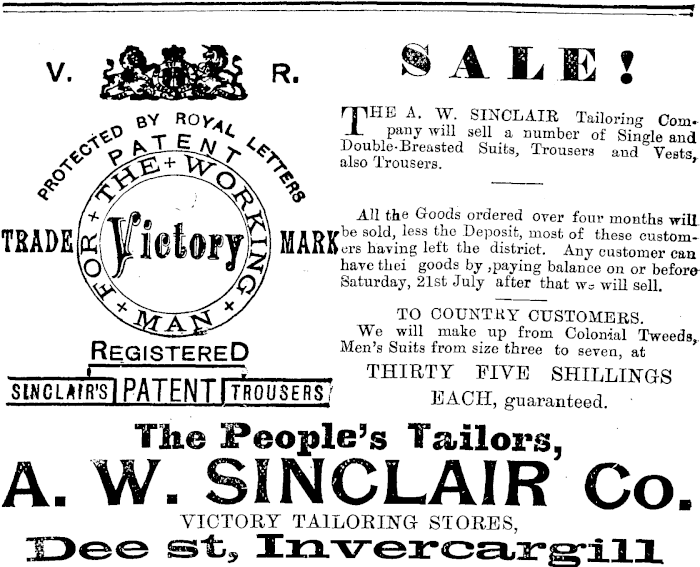 V. R.
PROTECTED BY ROYAL LETTERS
PATENT
FOR + THE + WORKING + MAN +
TRADE Victory MARK
REGISTERED
SINCLAIR'S PATENT TROUSERS
SALE!
THE A. W. SINCLAIR Tailoring Com-
pany will sell a number of Single and
Double-Breasted Suits, Trousers and Vests,
also Trousers.
All the Goods ordered over four months will
be sold, less the Deposit, most of these custom-
ers having left the district. Any customer can
have thei goods by ,paying balance on or before
Saturday, 21st July after that we will sell.
TO COUNTRY CUSTOMERS.
We will make up from Colonial Tweeds,
Men's Suits from size three to seven, at
THIRTY FIVE SHILLINGS
EACH, guaranteed.
The People's Tailors,
A. W. SINCLAIR Co.
VICTORY TAILORING STORES,
Dee st, Invercargill